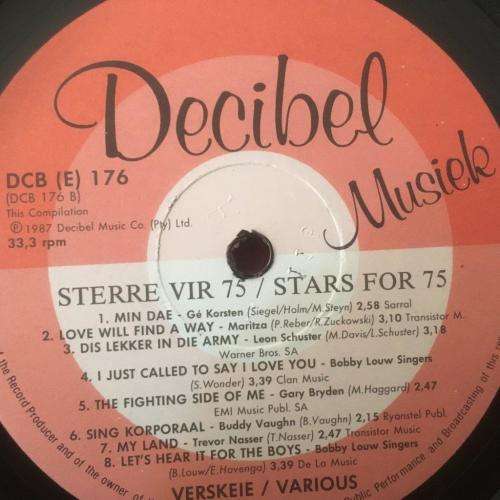 Decibel
Musiek
DCB (E) 176
(DCB 176 B)
This Compilation
℗ 1987 Decibel Music Co. (Pty) Ltd.
33,3 rpm
STERRE VIR 75 / STARS FOR 75
1. MIN DAE - Gé Korsten (Siegel/Holm/M.Steyn) 2,58 Sarral
2. LOVE WILL FIND A WAY - Maritza (P.Reber/R.Zuckowski) 3,10 Transistor M.
3. DIS LEKKER IN DIE ARMY - Leon Schuster (M.Davis/L.Schuster) 3,18
Warner Bros. SA
4. I JUST CALLED TO SAY I LOVE YOU - Bobby Louw Singers
(S.Wonder) 3,39 Clan Music
5. THE FIGHTING SIDE OF ME - Gary Bryden (M.Haggard) 2,47
EMI Music Publ. SA
6. SING KORPORAAL - Buddy Vaughn (B.Vaughn) 2,15 Ryanstel Publ.
7. MY LAND - Trevor Nasser (T.Nasser) 2,47 Transistor Music
8. LET'S HEAR IT FOR THE BOYS - Bobby Louw Singers
(B.Louw/E.Havenga) 3,39 De La Music
VERSKEIE / VARIOUS
of the Record Producer and of the owner of
Public Performance and Broadcasting of this